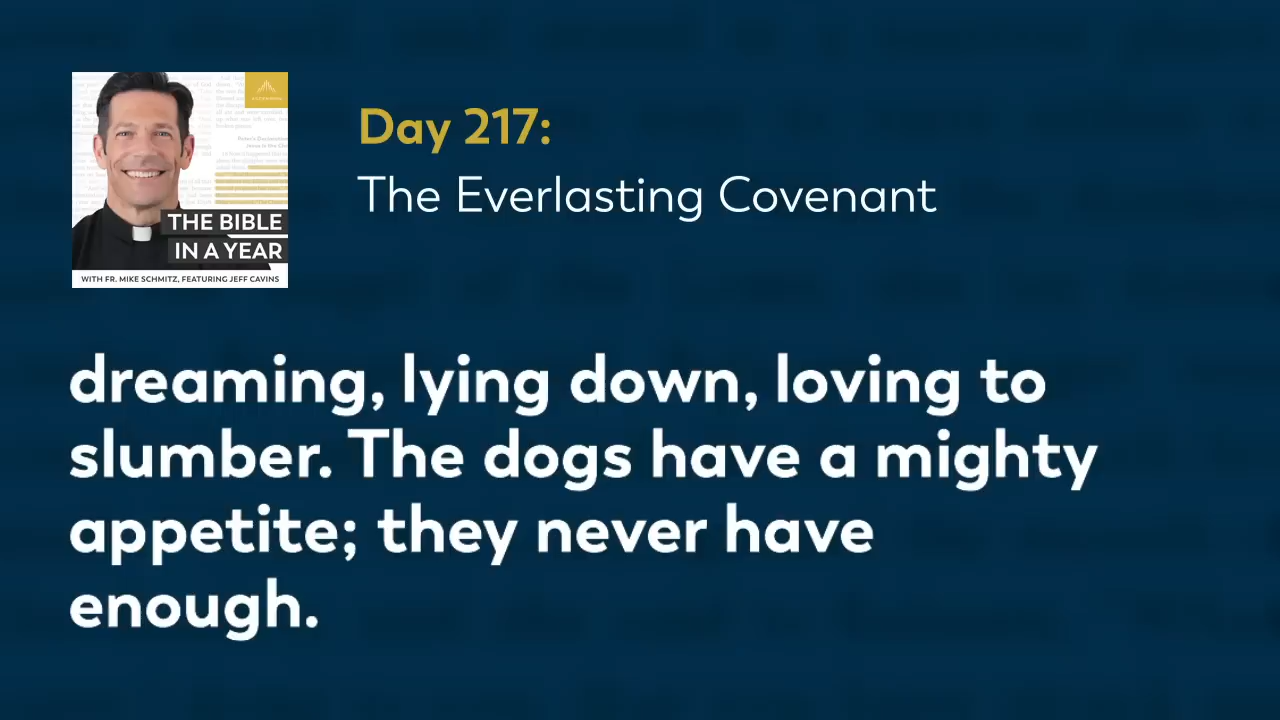 Day 217:
The Everlasting Covenant
THE BIBLE
IN A YEAR
WITH FR. MIKE SCHMITZ, FEATURING JEFF CAVINS
dreaming, lying down, loving to
slumber. The dogs have a mighty
appetite; they never have
enough.